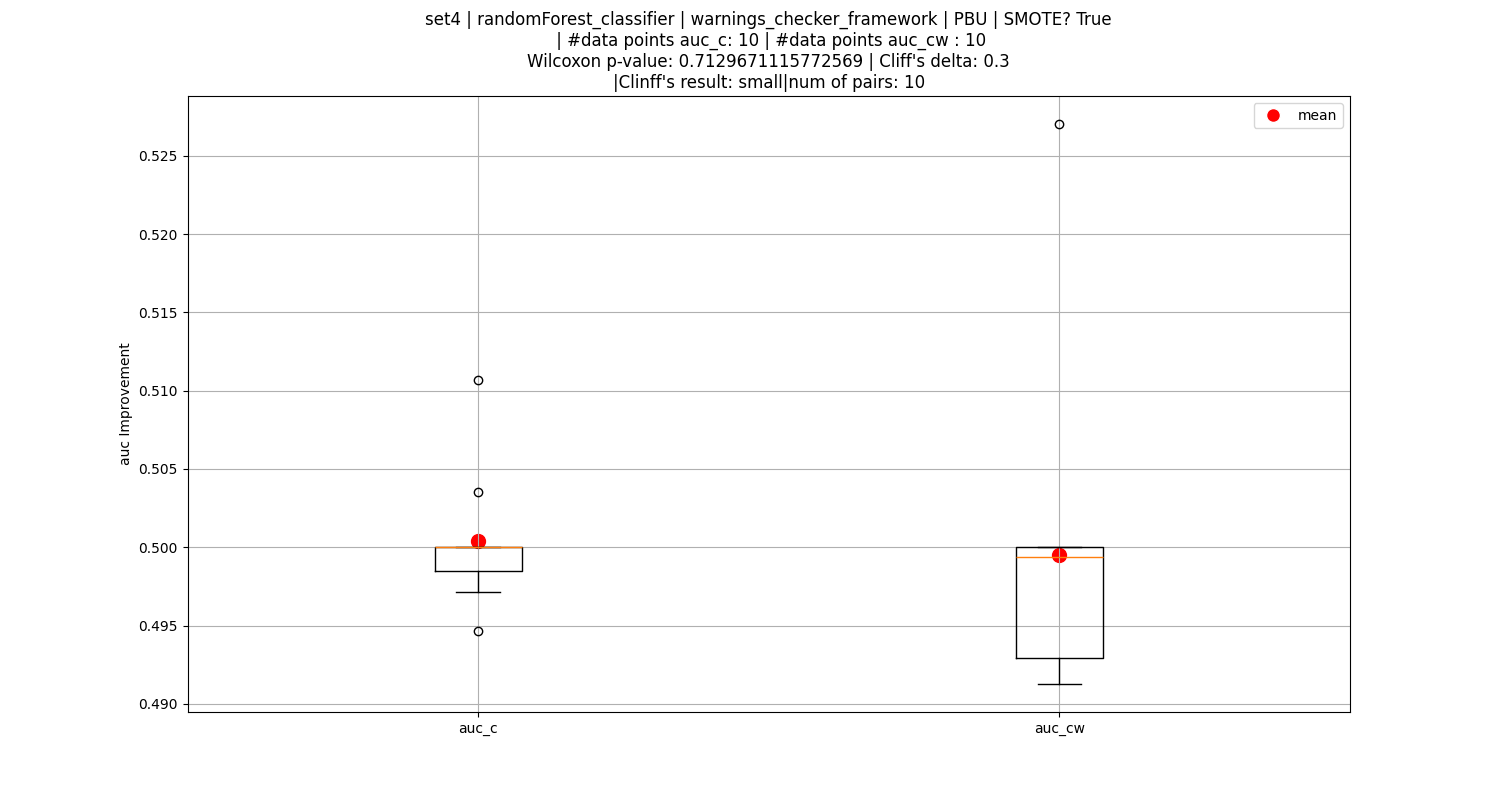 set4 | randomForest_classifier | warnings_checker_framework | PBU | SMOTE? True
| #data points auc_c: 10 | #data points auc_cw : 10
Wilcoxon p-value: 0.7129671115772569 | Cliff's delta: 0.3
|Clinff's result: small|num of pairs: 10
mean
0.525
0.520
0.515
0.510
0.505
0.500
0.495
0.490
auc Improvement
auc_c
auc_cw